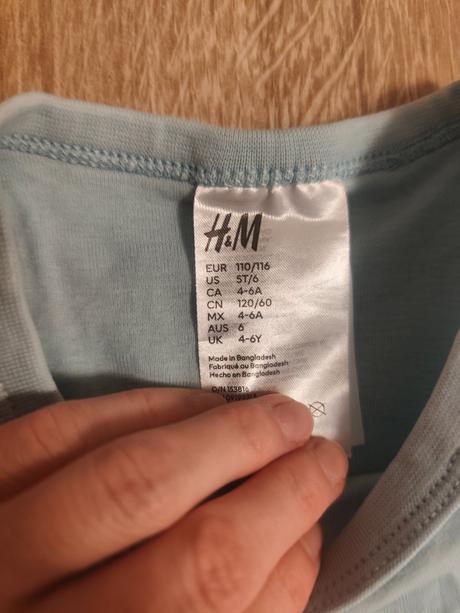 H&M
EUR 110/116
US 5T/6
CA 4-6A
CN 120/60
MX 4-6A
AUS 6
UK 4-6Y
Made in Bangladesh
Fabriqué au Bangladesh
Hecho en Bangladesh
O/N 153816